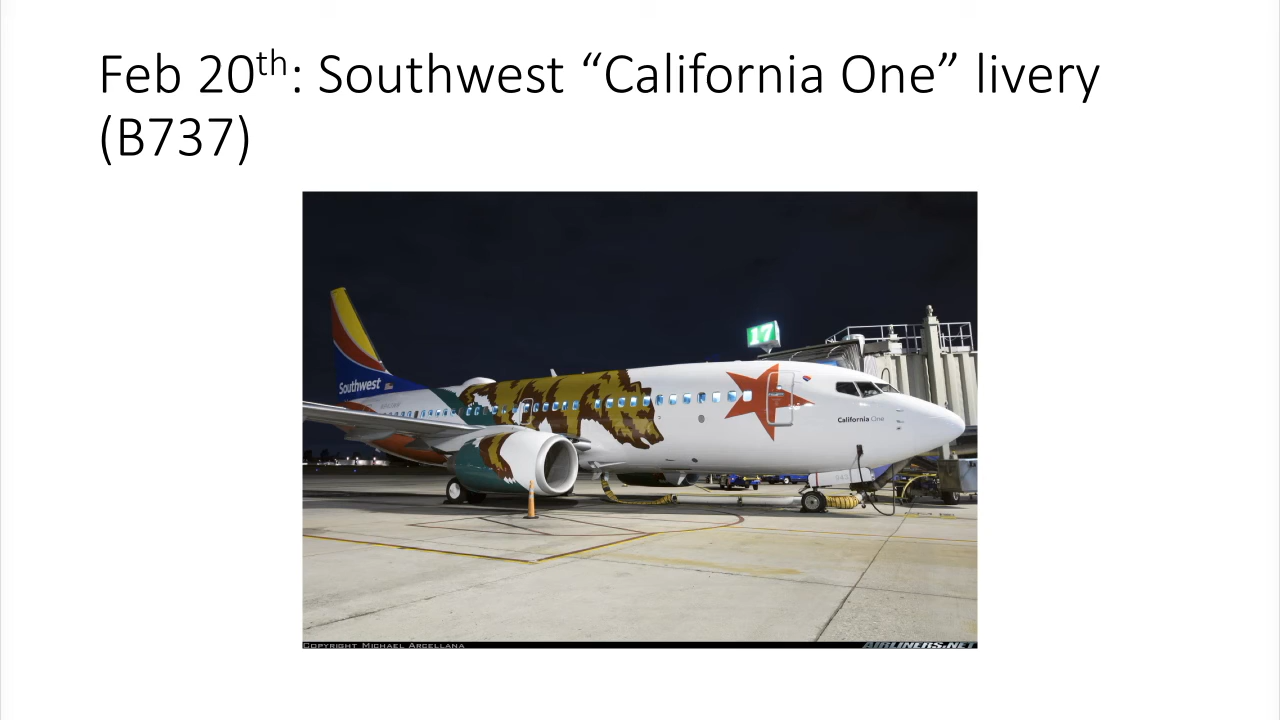 Feb 20th: Southwest “California One” livery
(B737)
17
Southwest
California One
Copyright Michael Arcellana
AIRLINERS.NET